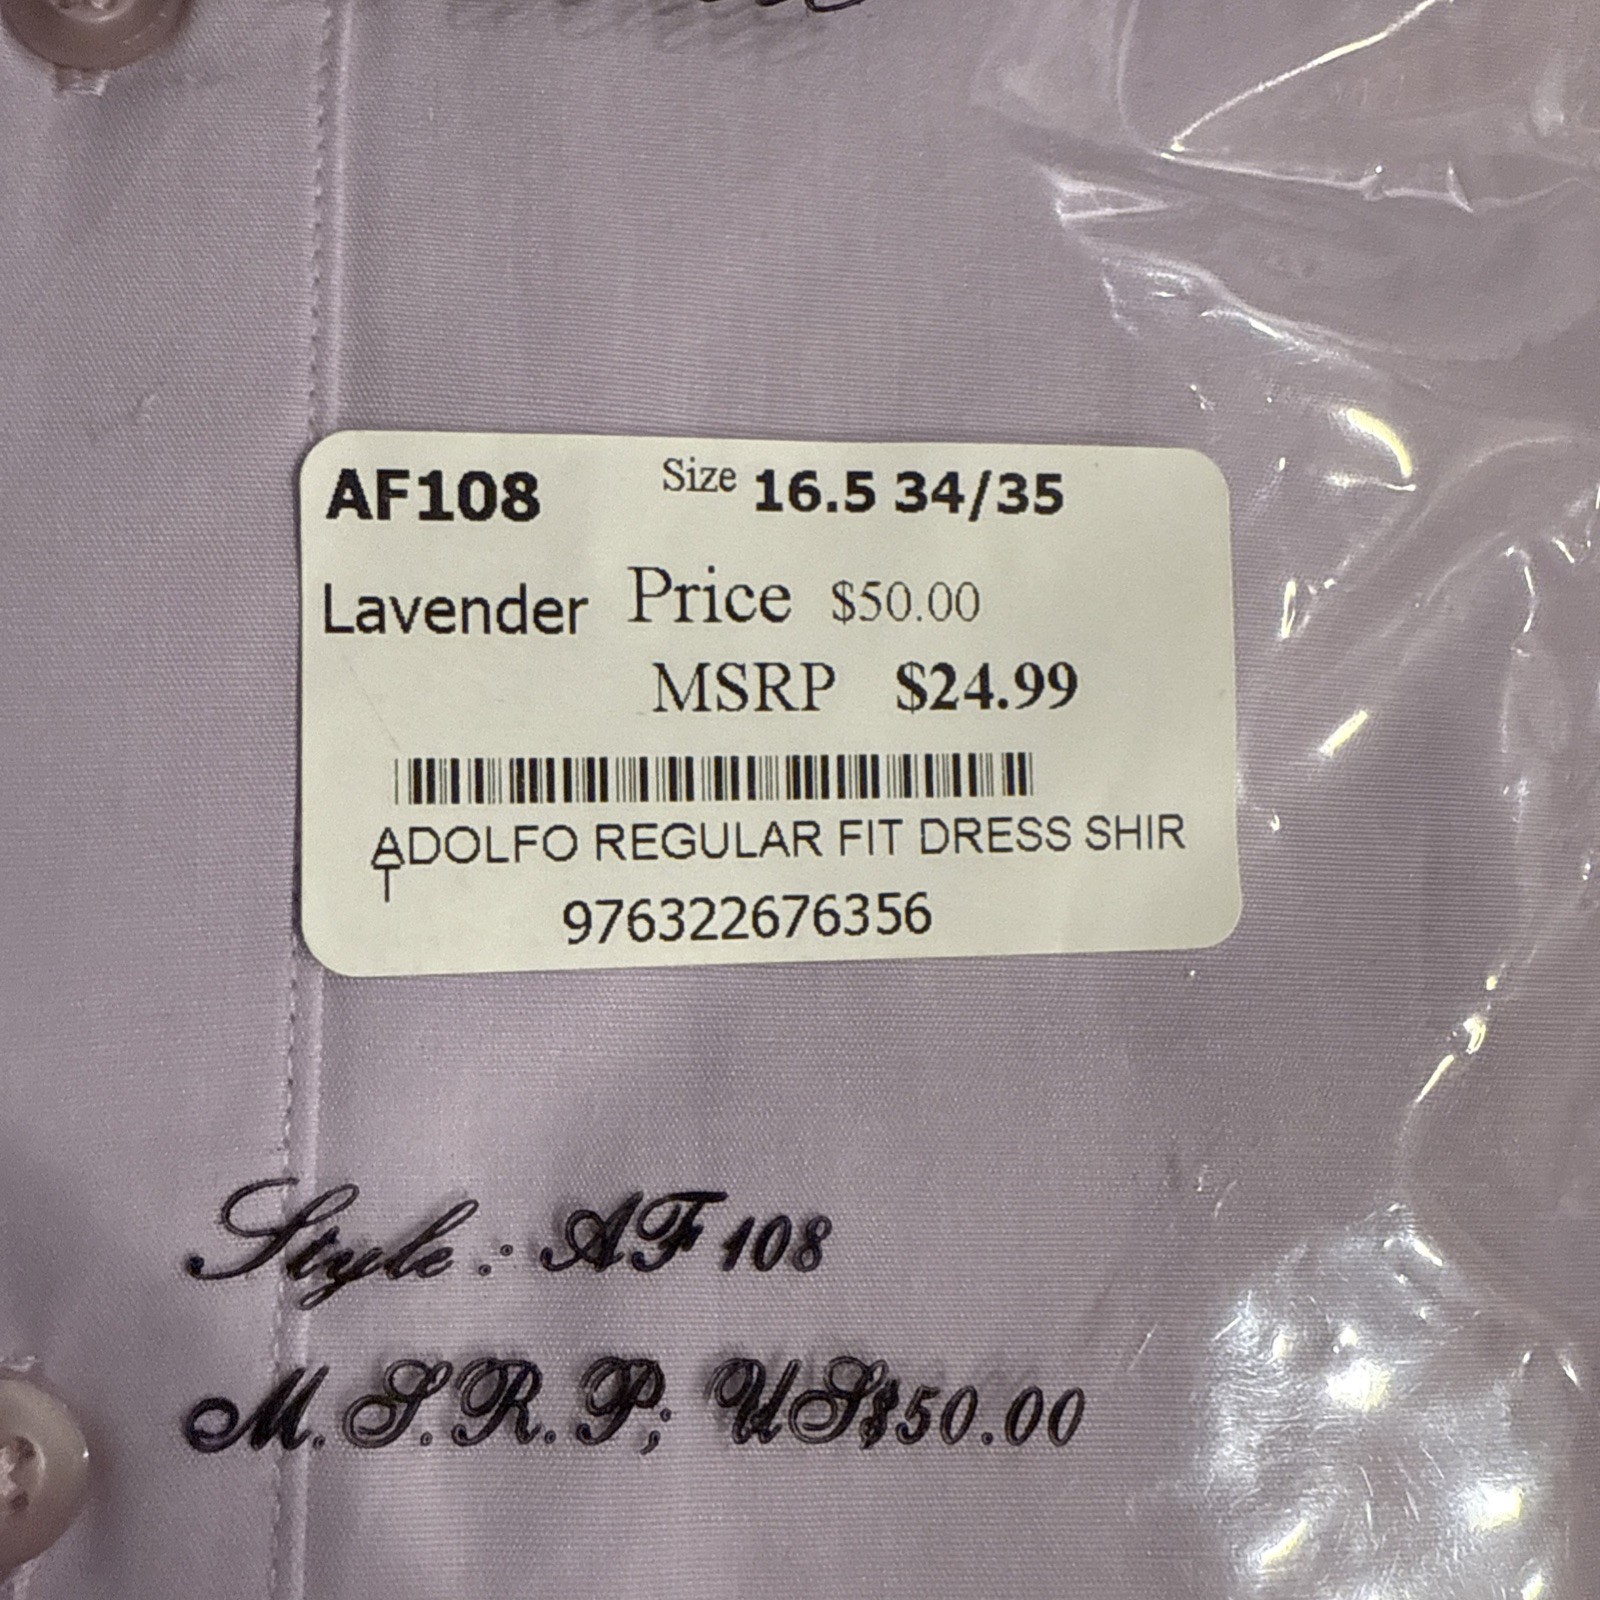 AF108 Size 16.5 34/35
Lavender Price $50.00
MSRP $24.99
ADOLFO REGULAR FIT DRESS SHIR
T
976322676356
Style: AF108
M.S.R.P; US$50.00